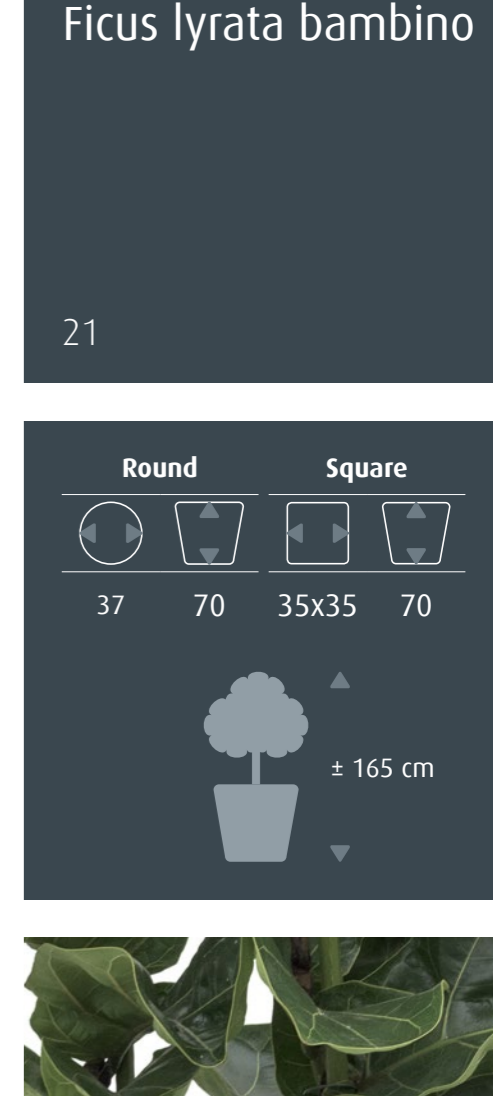 Ficus lyrata bambino
21
Round Square
37 70 35x35 70
± 165 cm